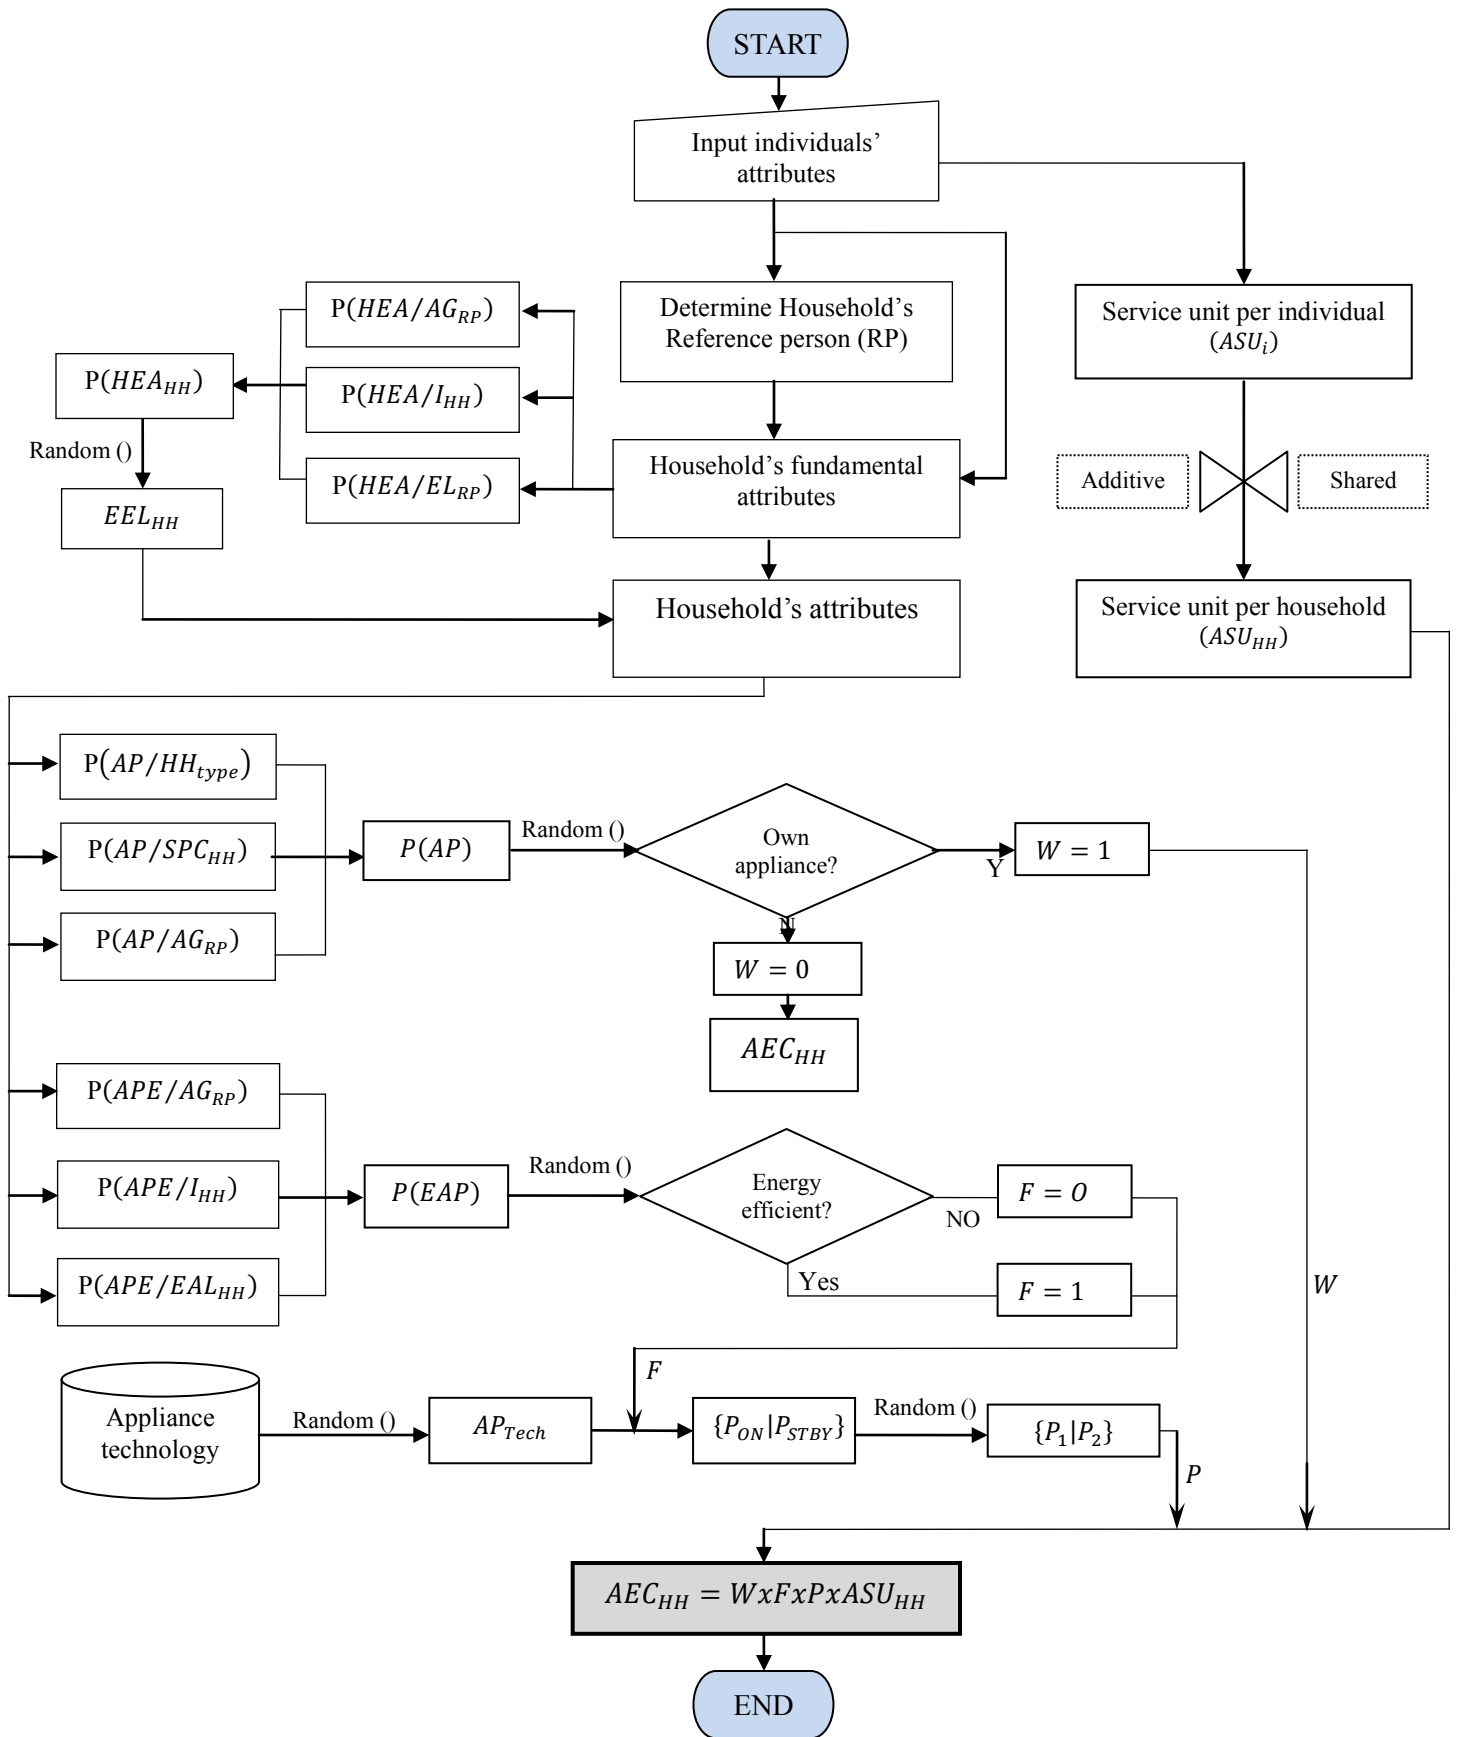 START
Input individuals'
attributes
Determine Household's
Reference person (RP)
Service unit per individual
(ASU_i)
P(HEA/AG_RP)
P(HEA_HH)
P(HEA/I_HH)
Random ()
P(HEA/EL_RP)
Household's fundamental
attributes
Additive
Shared
EEL_HH
Household's attributes
Service unit per household
(ASU_HH)
P(AP/HH_type)
P(AP/SPC_HH)
P(AP/AG_RP)
P(AP)
Random ()
Own
appliance?
Y
W = 1
N
W = 0
AEC_HH
P(APE/AG_RP)
P(APE/I_HH)
P(APE/EAL_HH)
P(EAP)
Random ()
Energy
efficient?
NO
F = O
Yes
F = 1
W
F
Appliance
technology
Random ()
AP_Tech
{P_ON|P_STBY}
Random ()
{P_1|P_2}
P
AEC_HH = WxFxPxASU_HH
END